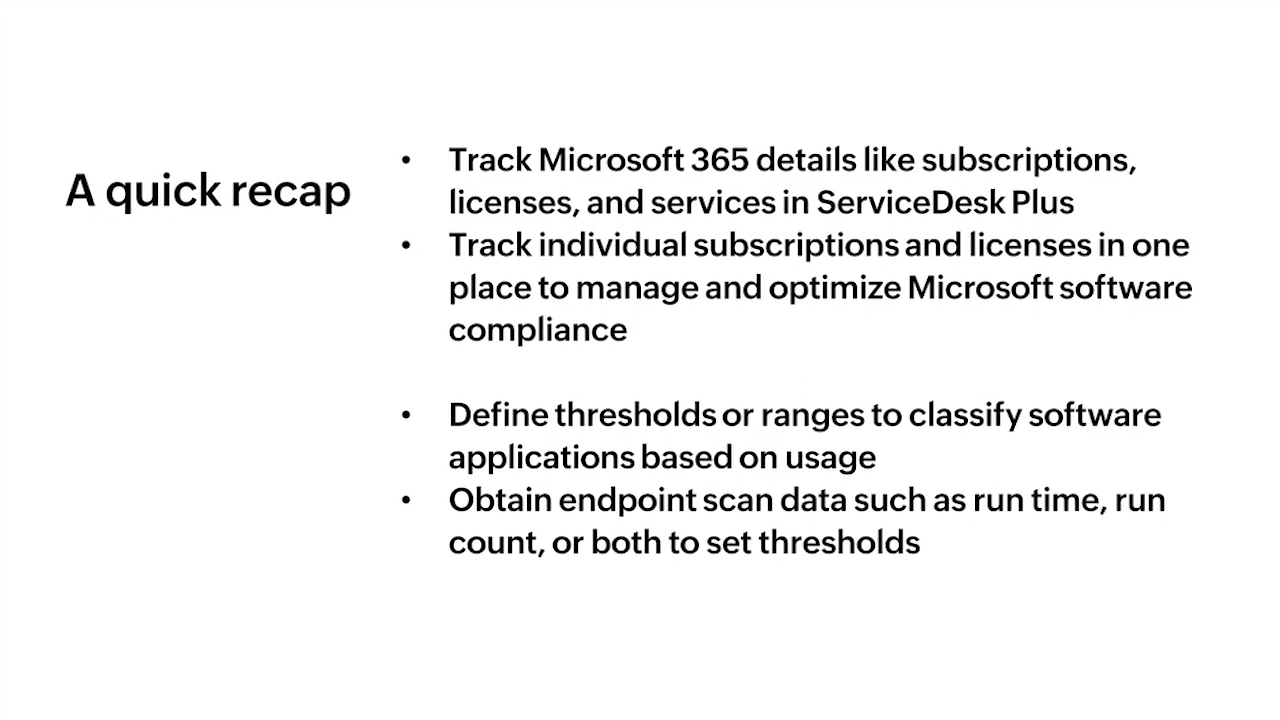 A quick recap
• Track Microsoft 365 details like subscriptions,
licenses, and services in ServiceDesk Plus
• Track individual subscriptions and licenses in one
place to manage and optimize Microsoft software
compliance
• Define thresholds or ranges to classify software
applications based on usage
• Obtain endpoint scan data such as run time, run
count, or both to set thresholds